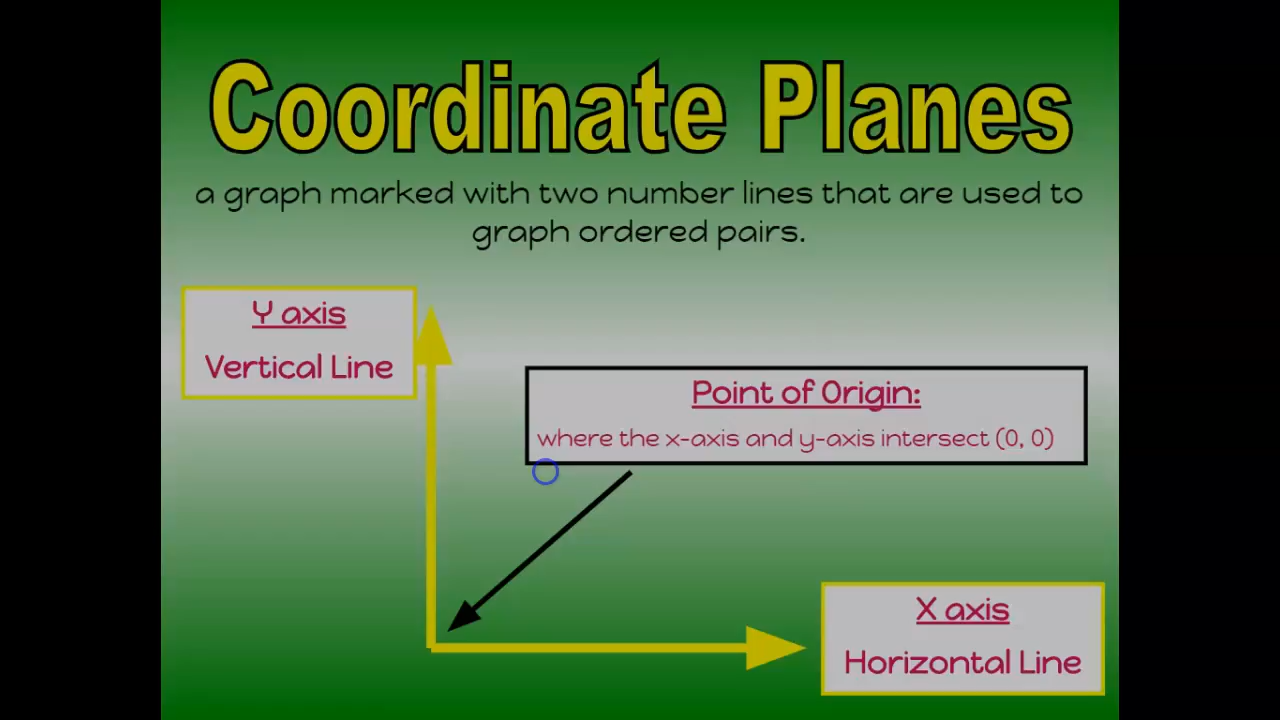 Coordinate Planes
a graph marked with two number lines that are used to
graph ordered pairs.
Y axis
Vertical Line
Point of Origin:
where the x-axis and y-axis intersect (0, 0)
X axis
Horizontal Line